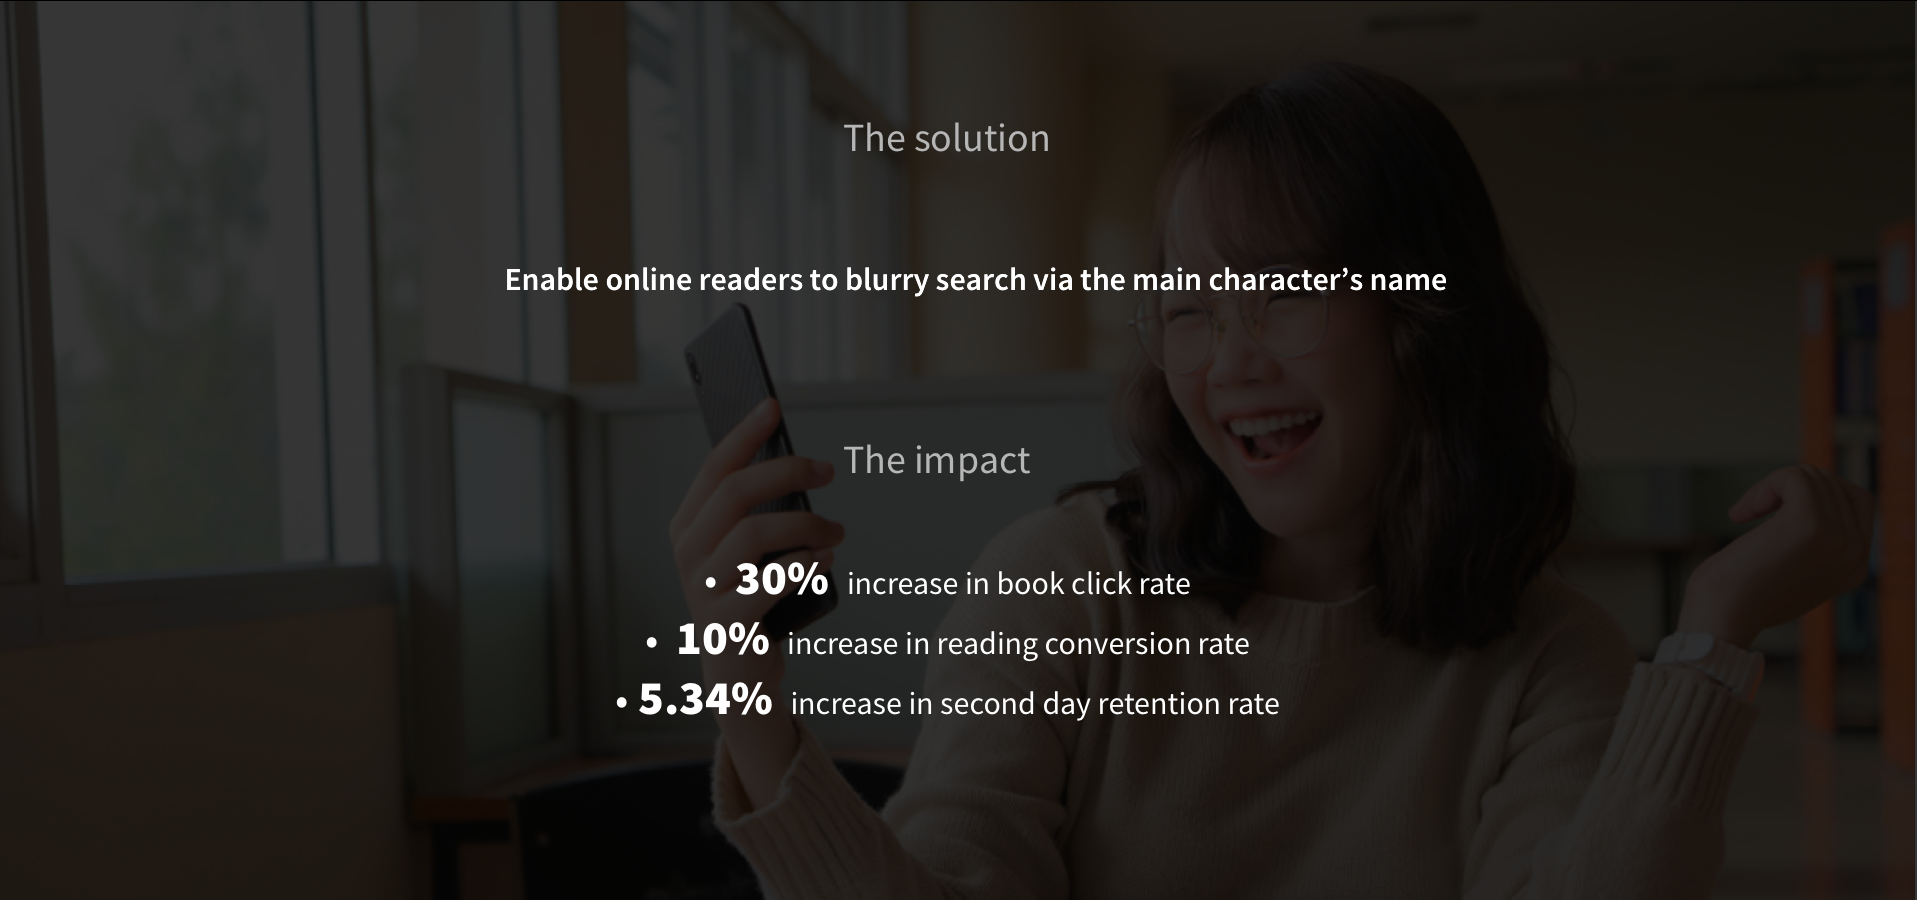 The solution
Enable online readers to blurry search via the main character’s name
The impact
• 30% increase in book click rate
• 10% increase in reading conversion rate
• 5.34% increase in second day retention rate